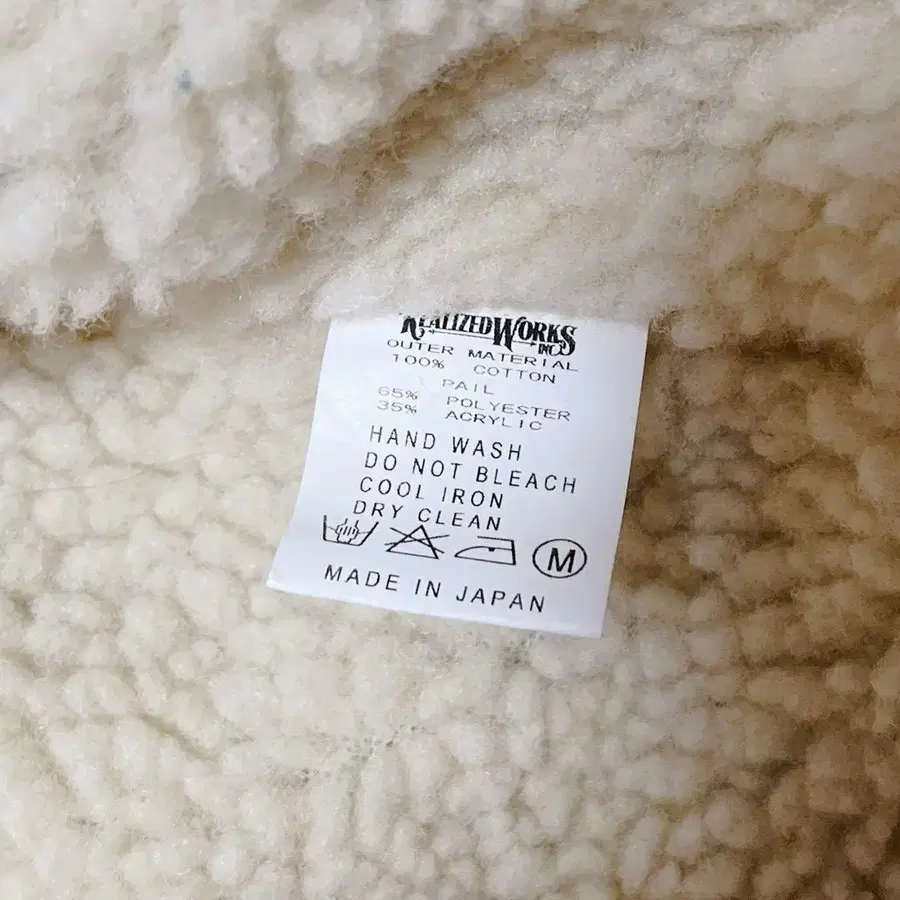 REALIZED WORKS INC
OUTER MATERIAL
100% COTTON
PAIL
65% POLYESTER
35% ACRYLIC
HAND WASH
DO NOT BLEACH
COOL IRON
DRY CLEAN
M
MADE IN JAPAN